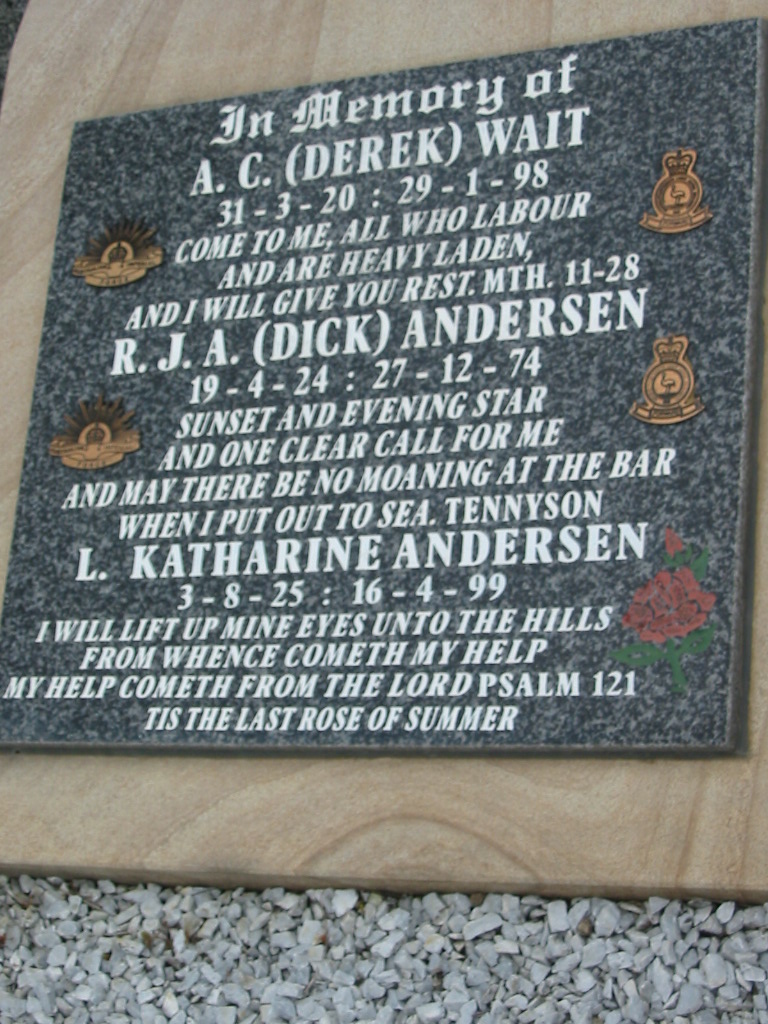 In Memory of
A. C. (DEREK) WAIT
31 - 3 - 20 : 29 - 1 - 98
COME TO ME, ALL WHO LABOUR
AND ARE HEAVY LADEN,
AND I WILL GIVE YOU REST. MTH. 11-28
R. J. A. (DICK) ANDERSEN
19 - 4 - 24 : 27 - 12 - 74
SUNSET AND EVENING STAR
AND ONE CLEAR CALL FOR ME
AND MAY THERE BE NO MOANING AT THE BAR
WHEN I PUT OUT TO SEA. TENNYSON
L. KATHARINE ANDERSEN
3 - 8 - 25 : 16 - 4 - 99
I WILL LIFT UP MINE EYES UNTO THE HILLS
FROM WHENCE COMETH MY HELP
MY HELP COMETH FROM THE LORD PSALM 121
TIS THE LAST ROSE OF SUMMER